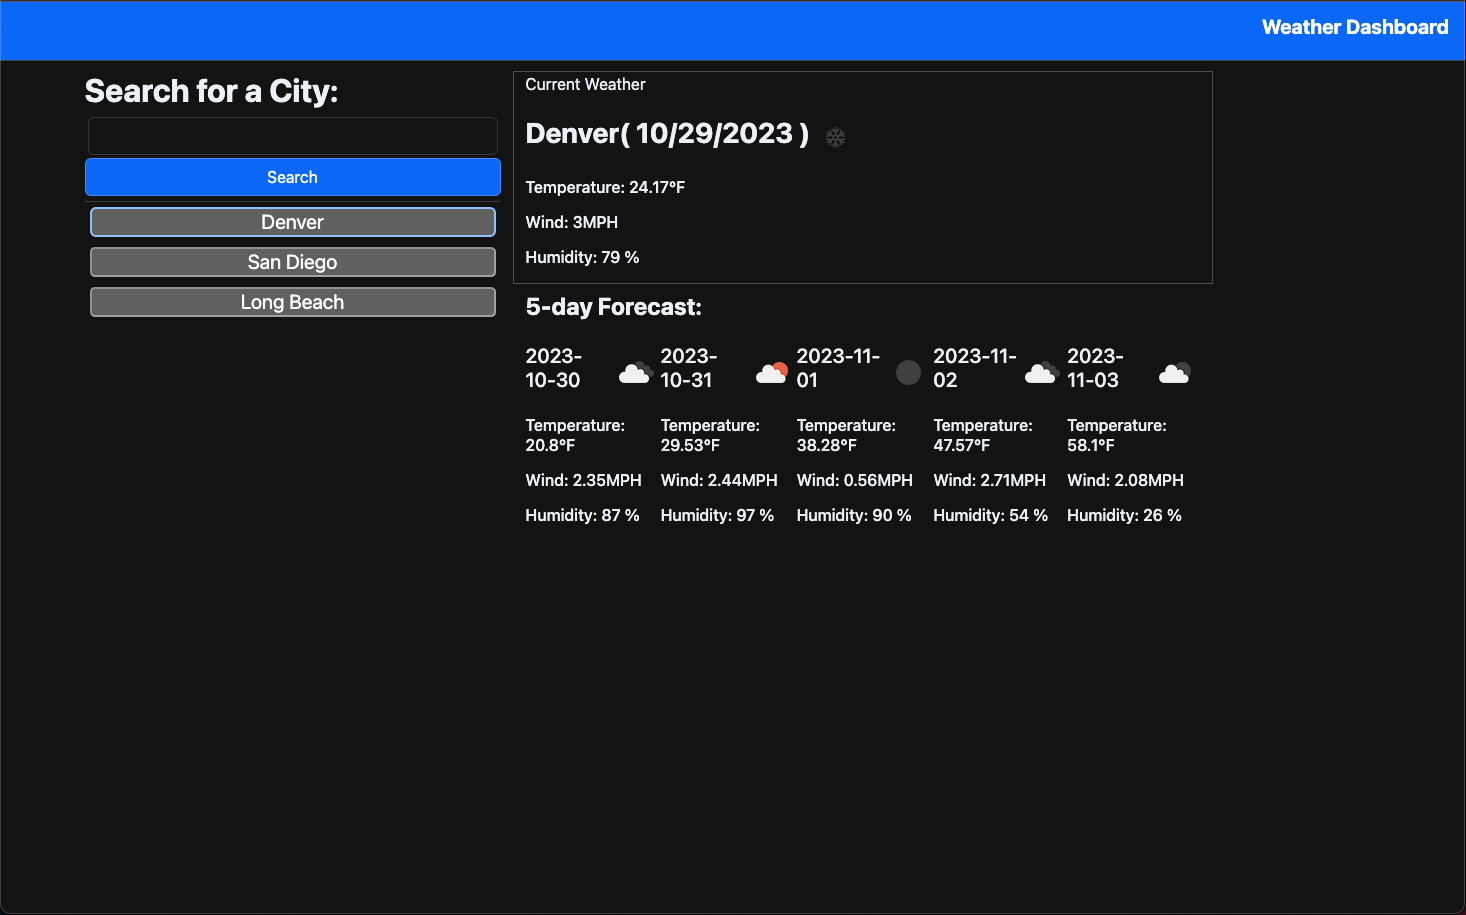 Weather Dashboard
Search for a City:
Search
Denver
San Diego
Long Beach
Current Weather
Denver( 10/29/2023 )
Temperature: 24.17°F
Wind: 3MPH
Humidity: 79 %
5-day Forecast:
2023-
10-30
Temperature:
20.8°F
Wind: 2.35MPH
Humidity: 87 %
2023-
10-31
Temperature:
29.53°F
Wind: 2.44MPH
Humidity: 97 %
2023-11-
01
Temperature:
38.28°F
Wind: 0.56MPH
Humidity: 90 %
2023-11-
02
Temperature:
47.57°F
Wind: 2.71MPH
Humidity: 54 %
2023-
11-03
Temperature:
58.1°F
Wind: 2.08MPH
Humidity: 26 %